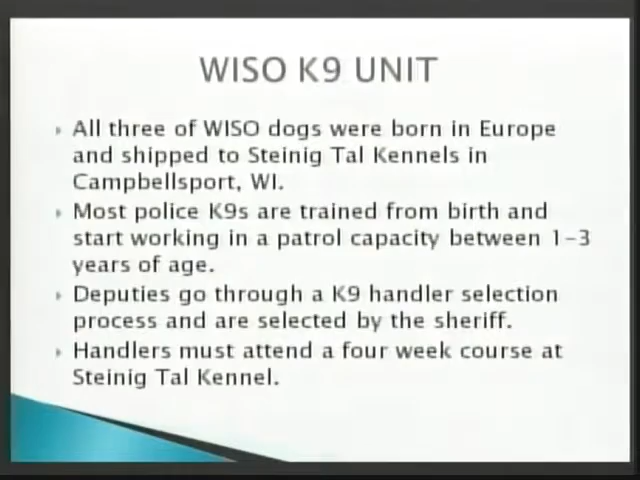 WISO K9 UNIT
All three of WISO dogs were born in Europe
and shipped to Steinig Tal Kennels in
Campbellsport, WI.
Most police K9s are trained from birth and
start working in a patrol capacity between 1-3
years of age.
Deputies go through a K9 handler selection
process and are selected by the sheriff.
Handlers must attend a four week course at
Steinig Tal Kennel.